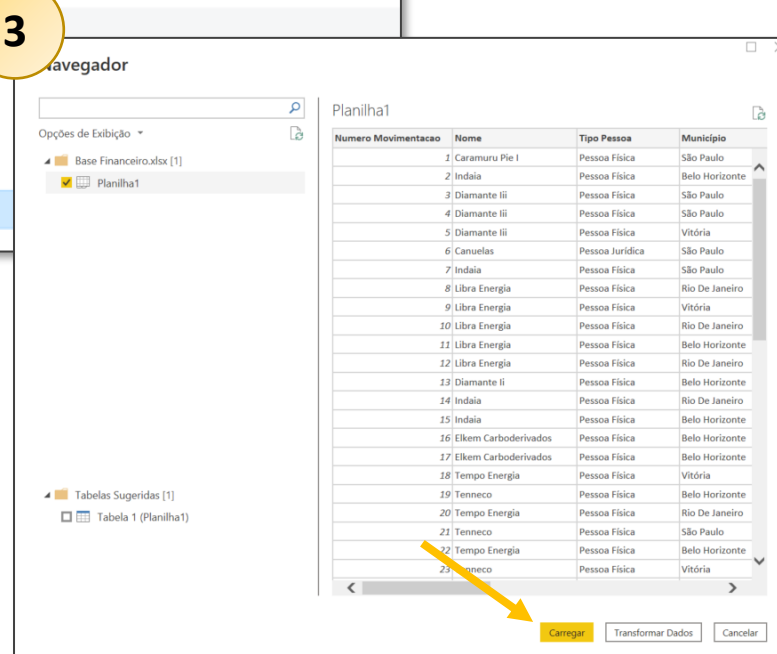 3
Navegador
Planilha1
Opções de Exibição
Base Financeiro.xlsx [1]
Planilha1
Tabelas Sugeridas [1]
Tabela 1 (Planilha1)
Numero Movimentacao Nome Tipo Pessoa Município
1 Caramuru Pie I Pessoa Física São Paulo
2 Indaia Pessoa Física Belo Horizonte
3 Diamante Iii Pessoa Física São Paulo
4 Diamante Iii Pessoa Física São Paulo
5 Diamante Iii Pessoa Física Vitória
6 Canuelas Pessoa Jurídica São Paulo
7 Indaia Pessoa Física São Paulo
8 Libra Energia Pessoa Física Rio De Janeiro
9 Libra Energia Pessoa Física Vitória
10 Libra Energia Pessoa Física Rio De Janeiro
11 Libra Energia Pessoa Física Belo Horizonte
12 Libra Energia Pessoa Física Rio De Janeiro
13 Diamante Ii Pessoa Física Belo Horizonte
14 Indaia Pessoa Física Rio De Janeiro
15 Indaia Pessoa Física Belo Horizonte
16 Elkem Carboderivados Pessoa Física Belo Horizonte
17 Elkem Carboderivados Pessoa Física Belo Horizonte
18 Tempo Energia Pessoa Física Vitória
19 Tenneco Pessoa Física Belo Horizonte
20 Tempo Energia Pessoa Física Rio De Janeiro
21 Tenneco Pessoa Física São Paulo
22 Tempo Energia Pessoa Física Belo Horizonte
23 Tenneco Pessoa Física Vitória
Carregar Transformar Dados Cancelar